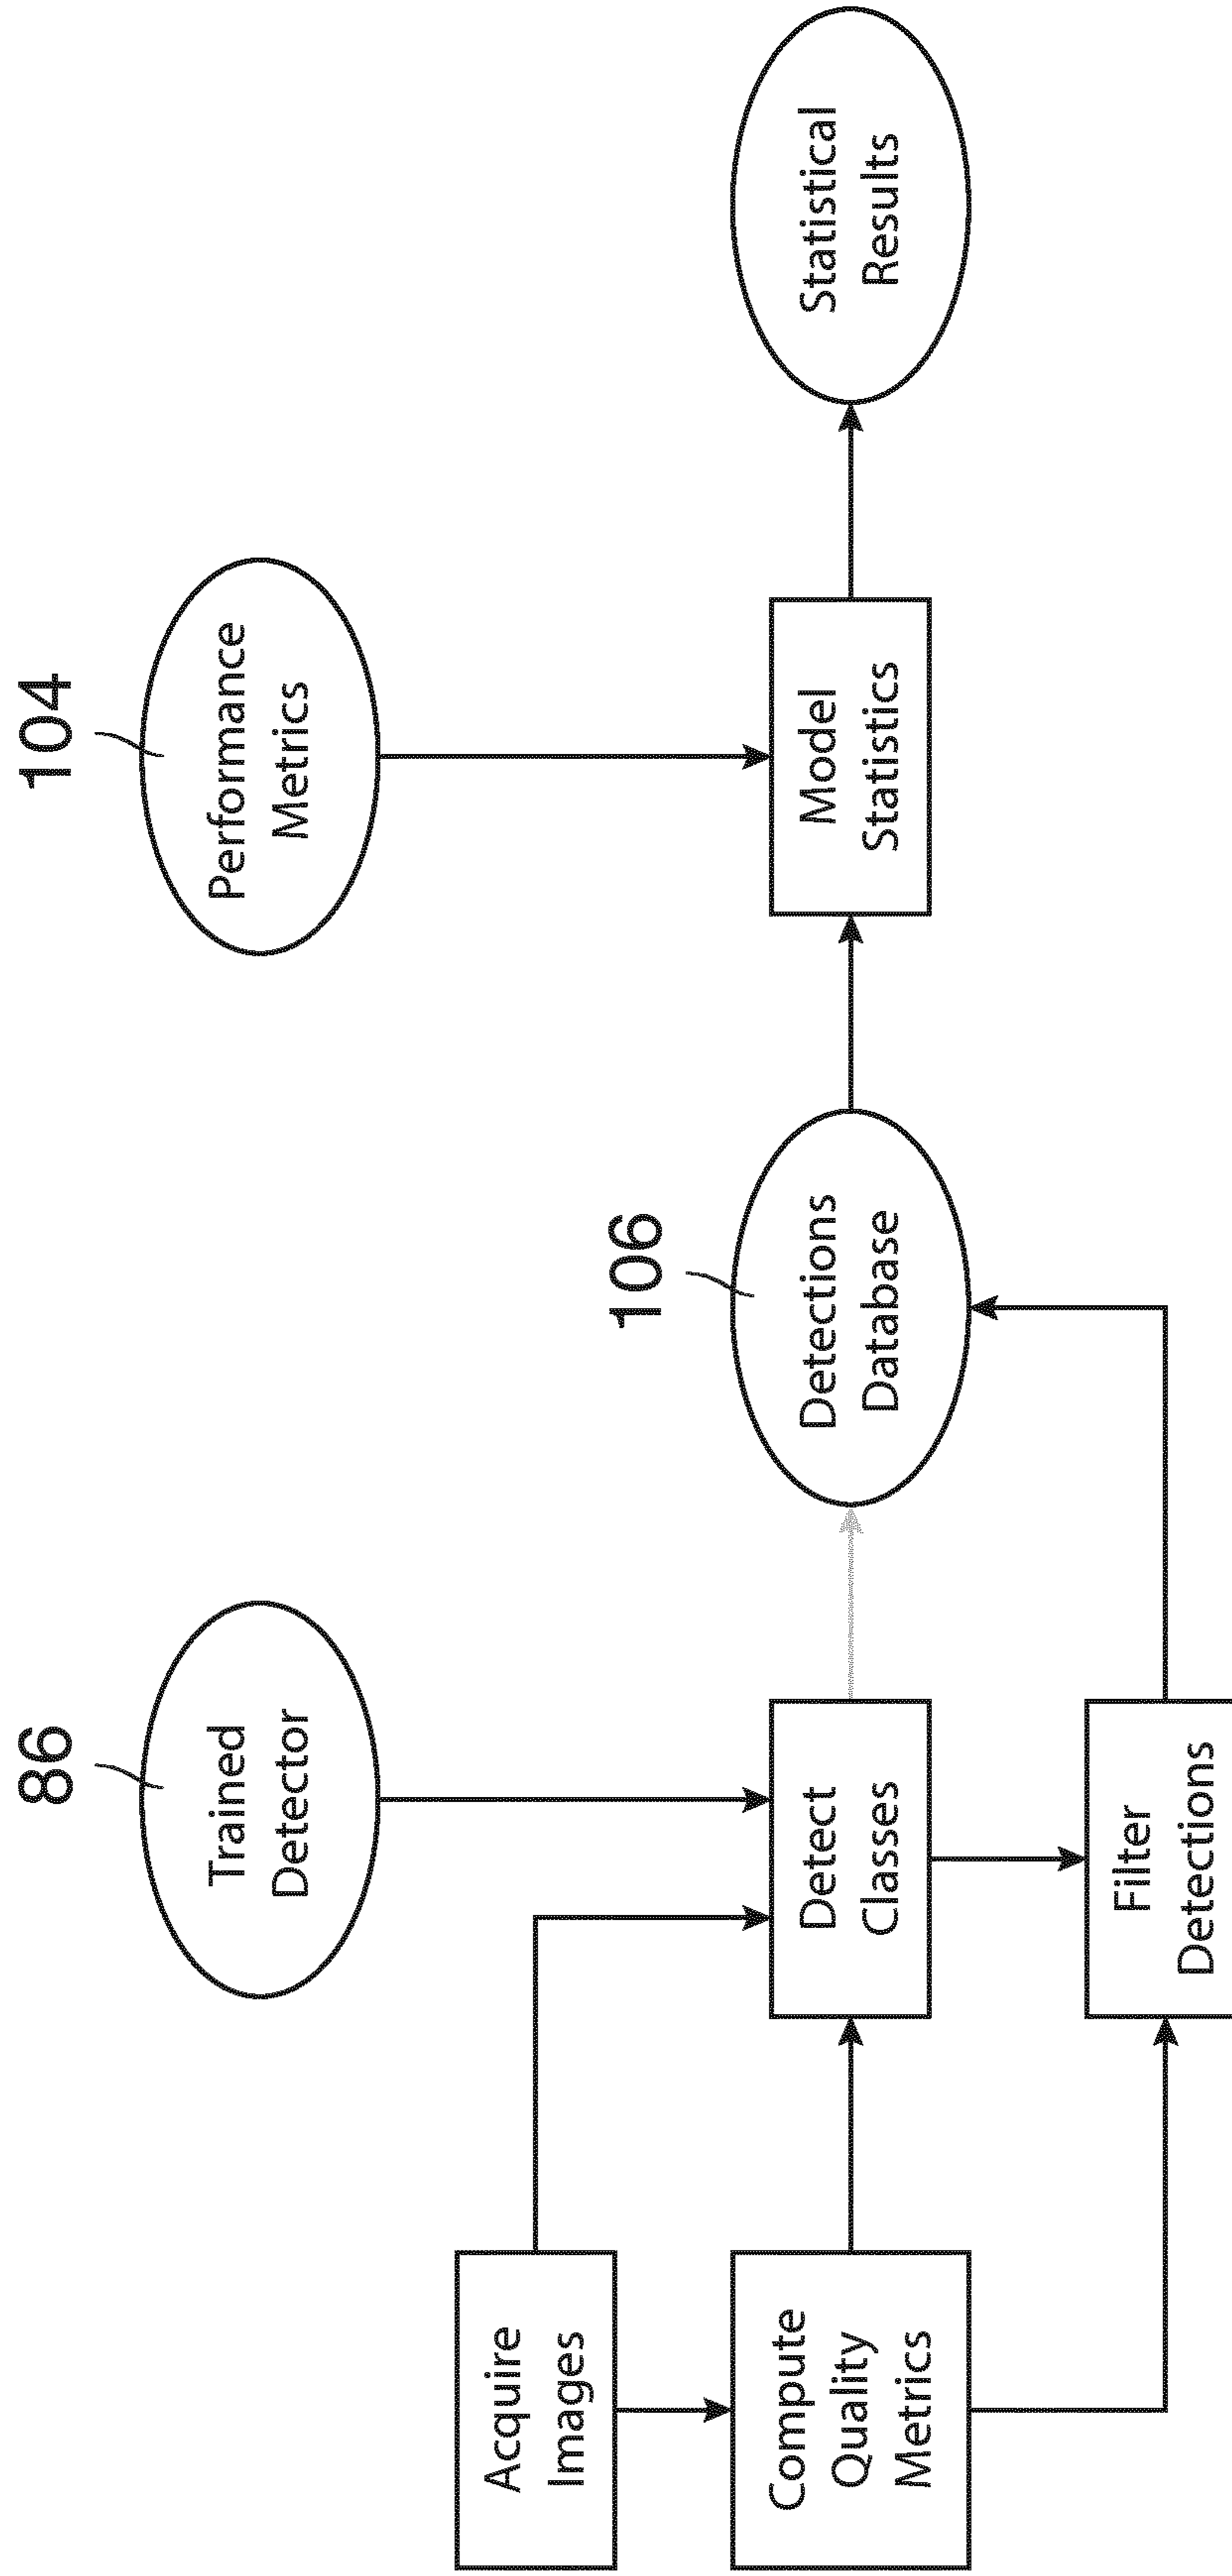 86
104
Trained
Detector
Performance
Metrics
Acquire
Images
106
Compute
Quality
Metrics
Detect
Classes
Detections
Database
Model
Statistics
Statistical
Results
Filter
Detections